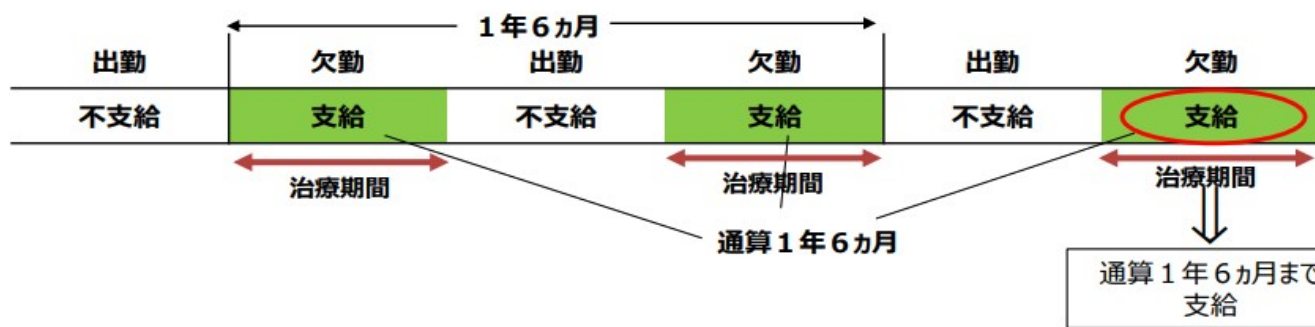 1年6ヵ月
出勤 欠勤 出勤 欠勤 出勤 欠勤
不支給 支給 不支給 支給 不支給 支給
治療期間 治療期間 治療期間
通算1年6ヵ月
通算1年6ヵ月まで
支給